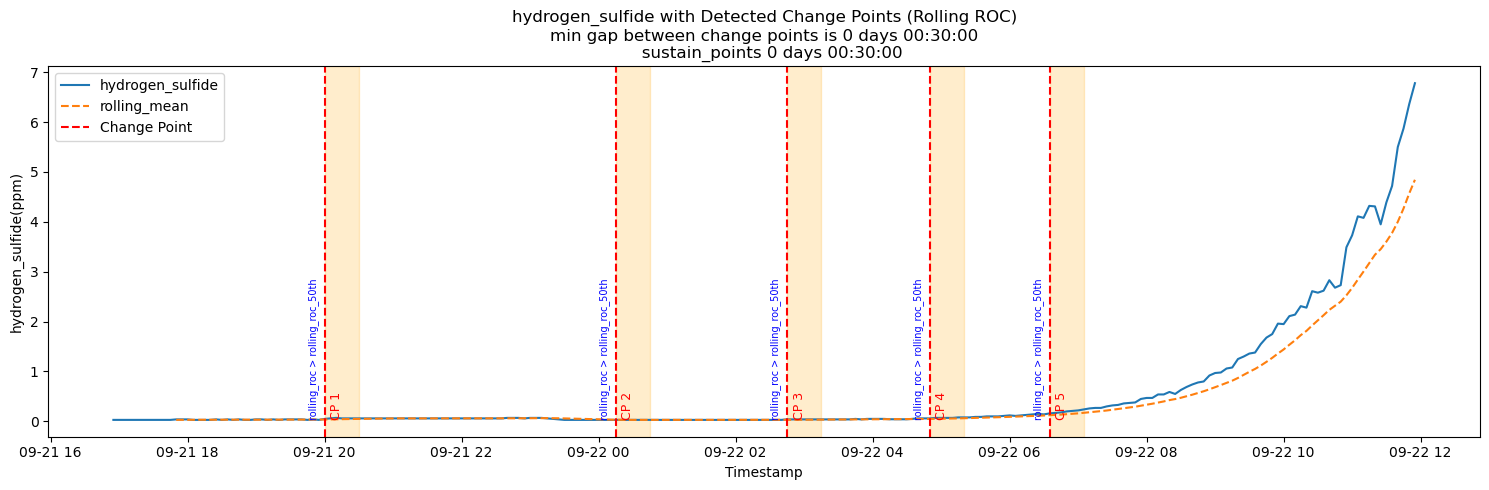 hydrogen_sulfide with Detected Change Points (Rolling ROC)
min gap between change points is 0 days 00:30:00
sustain_points 0 days 00:30:00
hydrogen_sulfide
rolling_mean
Change Point
hydrogen_sulfide(ppm)
7
6
5
4
3
2
1
0
rolling_roc > rolling_roc_50th
CP 1
rolling_roc > rolling_roc_50th
CP 2
rolling_roc > rolling_roc_50th
CP 3
rolling_roc > rolling_roc_50th
CP 4
rolling_roc > rolling_roc_50th
CP 5
09-21 16
09-21 18
09-21 20
09-21 22
09-22 00
09-22 02
09-22 04
09-22 06
09-22 08
09-22 10
09-22 12
Timestamp